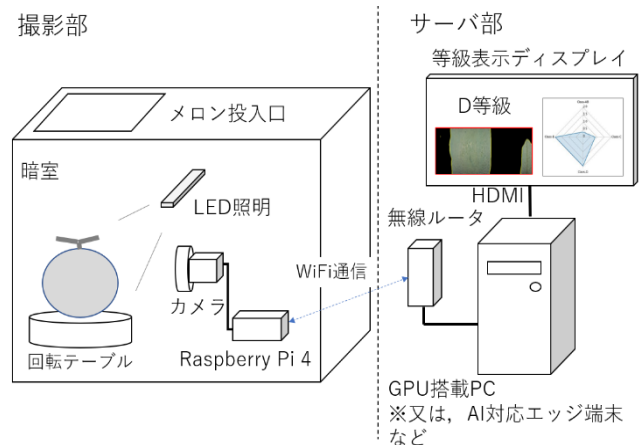 撮影部
サーバ部
等級表示ディスプレイ
メロン投入口
D等級
暗室
LED照明
HDMI
無線ルータ
WiFi通信
カメラ
回転テーブル
Raspberry Pi 4
GPU搭載PC
※又は，AI対応エッジ端末
など